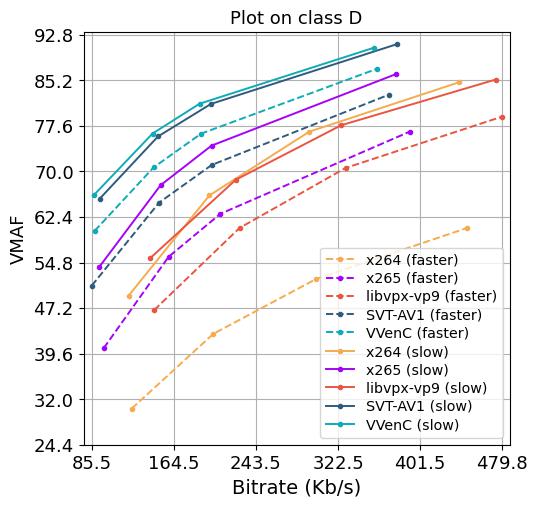 Plot on class D
92.8
85.2
77.6
70.0
62.4
54.8
47.2
39.6
32.0
24.4
VMAF
x264 (faster)
x265 (faster)
libvpx-vp9 (faster)
SVT-AV1 (faster)
VVenC (faster)
x264 (slow)
x265 (slow)
libvpx-vp9 (slow)
SVT-AV1 (slow)
VVenC (slow)
85.5 164.5 243.5 322.5 401.5 479.8
Bitrate (Kb/s)